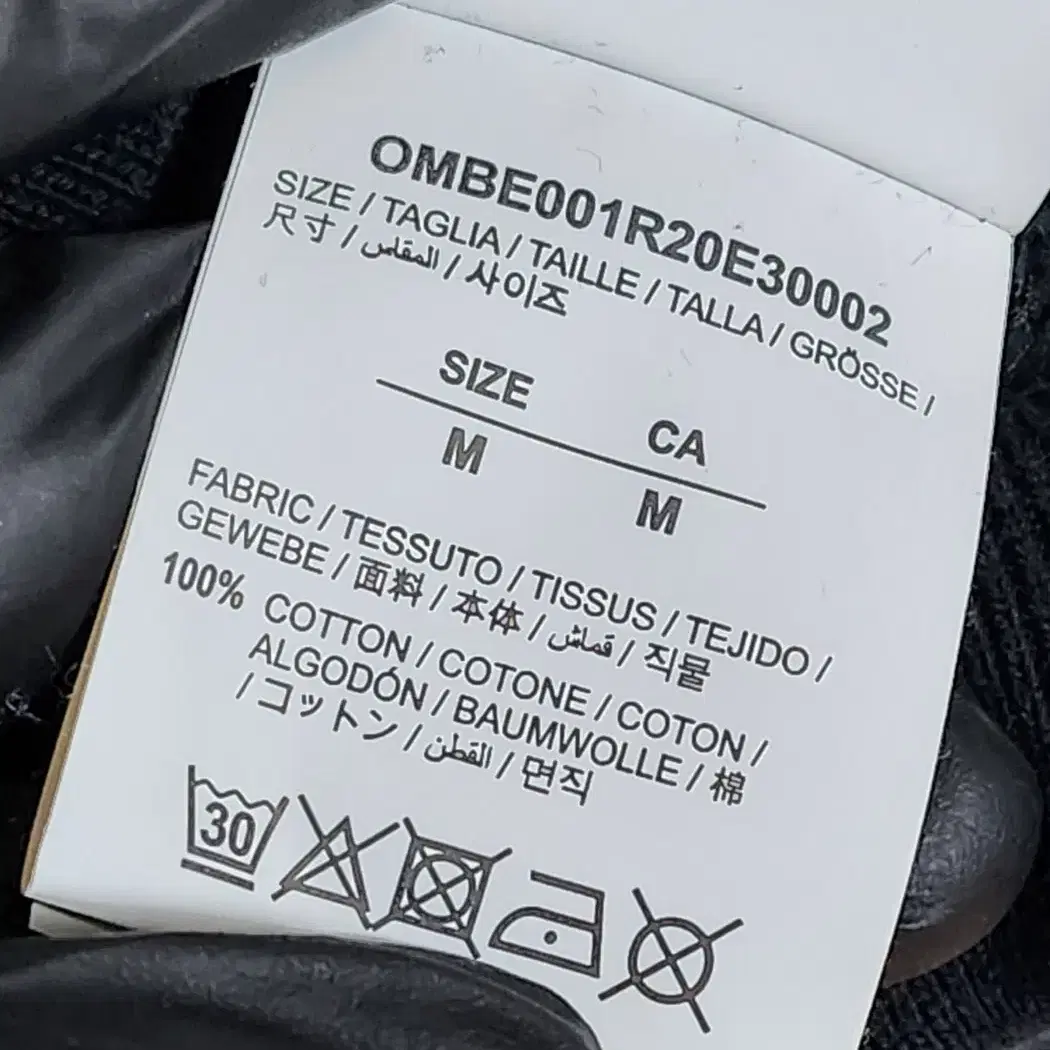 OMBE001R20E30002
SIZE / TAGLIA / TAILLE / TALLA / GRÖSSE /
尺寸 / المقاس / 사이즈
SIZE CA
M M
FABRIC / TESSUTO / TISSUS / TEJIDO /
GEWEBE / 面料 / 本体 / قماش / 직물
100% COTTON / COTONE / COTON /
ALGODÓN / BAUMWOLLE / 棉
/ コットン / القطن / 면직
30